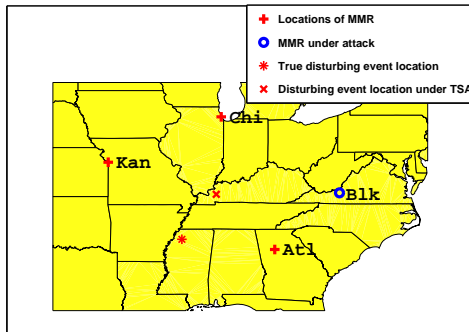 Locations of MMR
MMR under attack
True disturbing event location
Disturbing event location under TSA
Chi
Kan
Blk
Atl